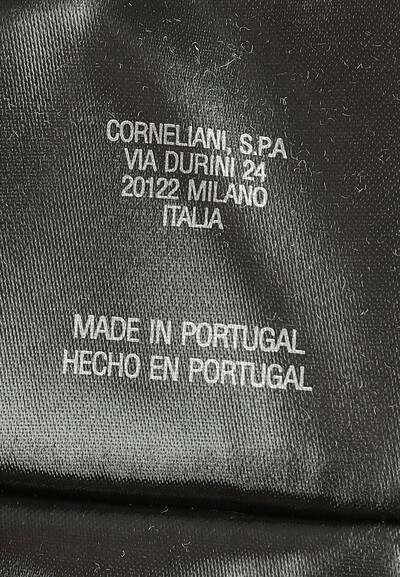 CORNELIANI, S.P.A
VIA DURINI 24
20122 MILANO
ITALIA
MADE IN PORTUGAL
HECHO EN PORTUGAL